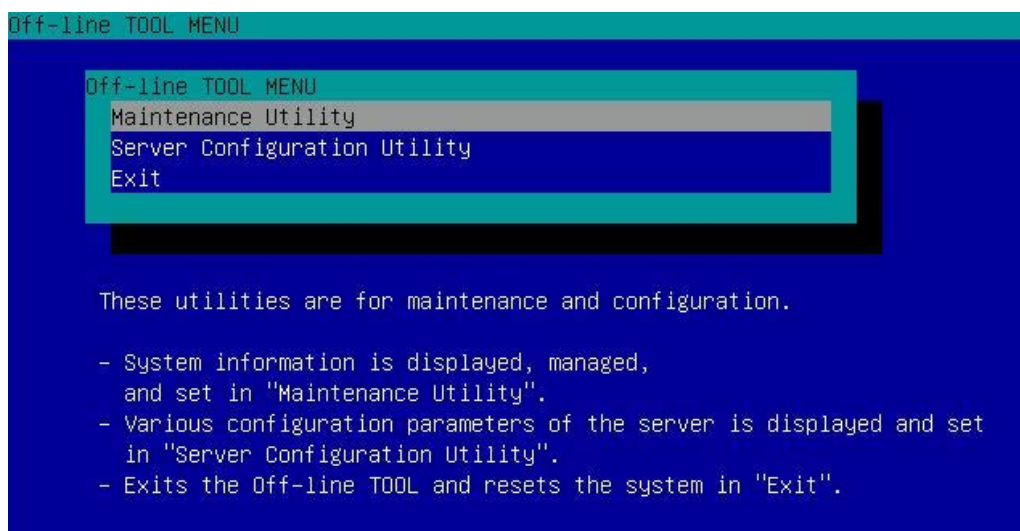 Off-line TOOL MENU
Off-line TOOL MENU
Maintenance Utility
Server Configuration Utility
Exit
These utilities are for maintenance and configuration.
- System information is displayed, managed,
and set in "Maintenance Utility".
- Various configuration parameters of the server is displayed and set
in "Server Configuration Utility".
- Exits the Off-line TOOL and resets the system in "Exit".